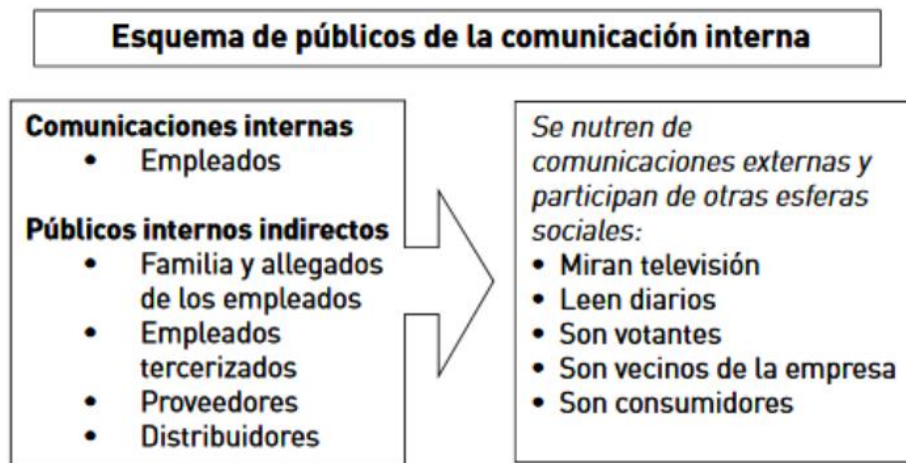 Esquema de públicos de la comunicación interna
Comunicaciones internas
• Empleados
Públicos internos indirectos
• Familia y allegados
de los empleados
• Empleados
tercerizados
• Proveedores
• Distribuidores
Se nutren de
comunicaciones externas y
participan de otras esferas
sociales:
• Miran televisión
• Leen diarios
• Son votantes
• Son vecinos de la empresa
• Son consumidores